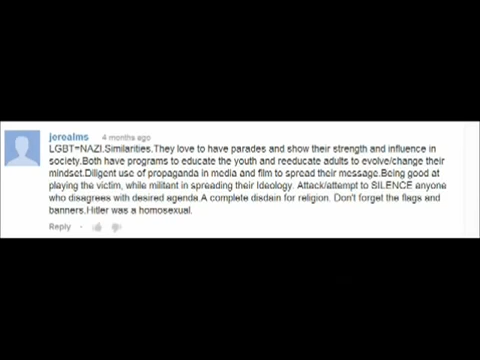 jerealms 4 months ago
LGBT=NAZI.Similarities.They love to have parades and show their strength and influence in
society.Both have programs to educate the youth and reeducate adults to evolve/change their
mindset.Diligent use of propaganda in media and film to spread their message.Being good at
playing the victim, while militant in spreading their Ideology. Attack/attempt to SILENCE anyone
who disagrees with desired agenda.A complete disdain for religion. Don't forget the flags and
banners.Hitler was a homosexual.
Reply